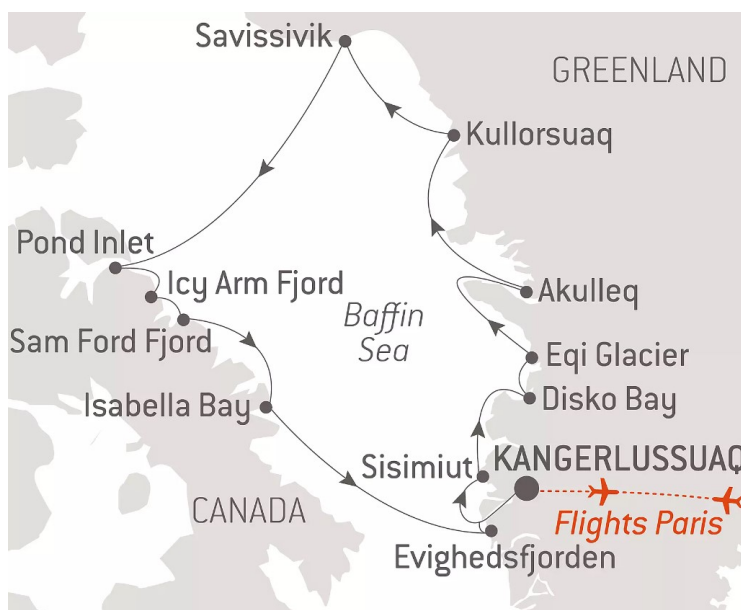 Savissivik
GREENLAND
Kullorsuaq
Pond Inlet
Icy Arm Fjord
Akulleq
Baffin
Sea
Sam Ford Fjord
Eqi Glacier
Disko Bay
Isabella Bay
Sisimiut
KANGERLUSSUAQ
CANADA
Flights Paris
Evighedsfjorden